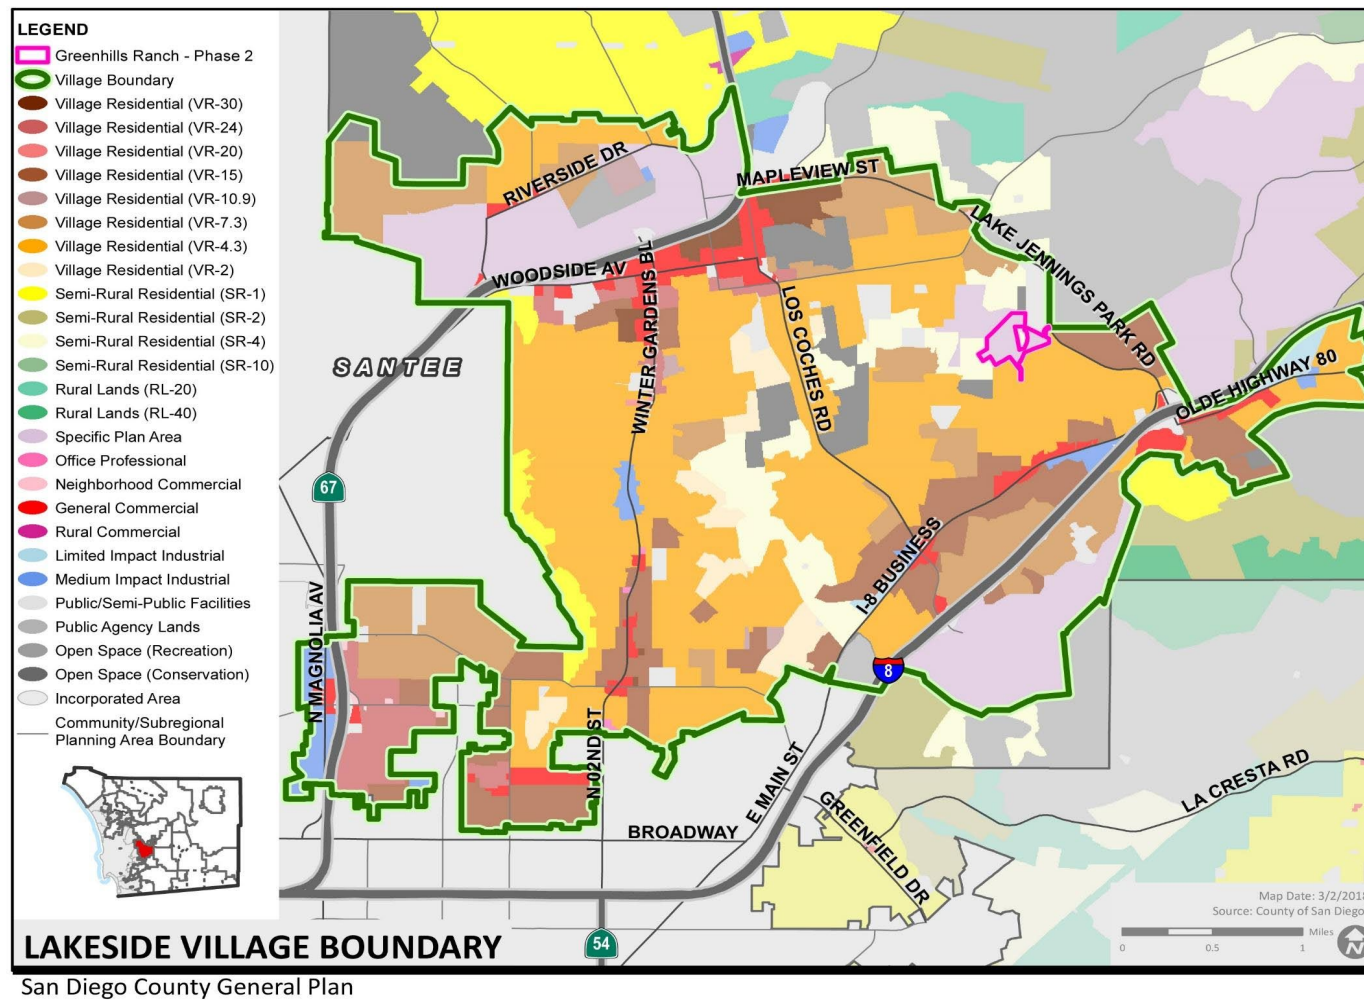 LEGEND
Greenhills Ranch - Phase 2
Village Boundary
Village Residential (VR-30)
Village Residential (VR-24)
Village Residential (VR-20)
Village Residential (VR-15)
Village Residential (VR-10.9)
Village Residential (VR-7.3)
Village Residential (VR-4.3)
Village Residential (VR-2)
Semi-Rural Residential (SR-1)
Semi-Rural Residential (SR-2)
Semi-Rural Residential (SR-4)
Semi-Rural Residential (SR-10)
Rural Lands (RL-20)
Rural Lands (RL-40)
Specific Plan Area
Office Professional
Neighborhood Commercial
General Commercial
Rural Commercial
Limited Impact Industrial
Medium Impact Industrial
Public/Semi-Public Facilities
Public Agency Lands
Open Space (Recreation)
Open Space (Conservation)
Incorporated Area
Community/Subregional
Planning Area Boundary
RIVERSIDE DR
MAPLEVIEW ST
LAKE JENNINGS PARK RD
WOODSIDE AV
WINTER GARDENS BL
LOS COCHES RD
SANTEE
OLDE HIGHWAY 80
67
I-8 BUSINESS
N MAGNOLIA AV
8
N 02ND ST
E MAIN ST
LA CRESTA RD
GREENFIELD DR
BROADWAY
54
Map Date: 3/2/2018
Source: County of San Diego
Miles
0
0.5
1
N
LAKESIDE VILLAGE BOUNDARY
San Diego County General Plan